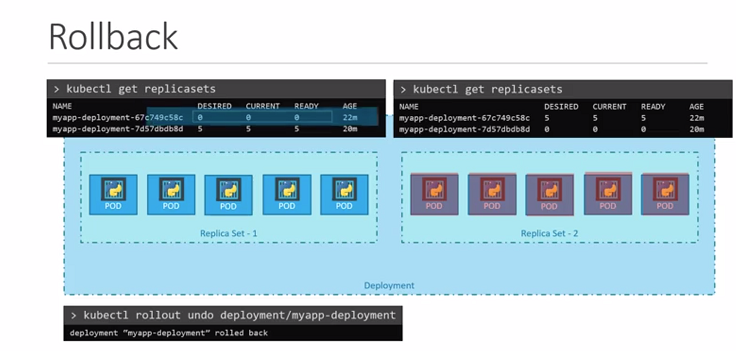 Rollback
> kubectl get replicasets
NAME DESIRED CURRENT READY AGE
myapp-deployment-67c749c58c 0 0 0 22m
myapp-deployment-7d57dbdb8d 5 5 5 20m
> kubectl get replicasets
NAME DESIRED CURRENT READY AGE
myapp-deployment-67c749c58c 5 5 5 22m
myapp-deployment-7d57dbdb8d 0 0 0 20m
POD POD POD POD POD
Replica Set - 1
POD POD POD POD POD
Replica Set - 2
Deployment
> kubectl rollout undo deployment/myapp-deployment
deployment "myapp-deployment" rolled back